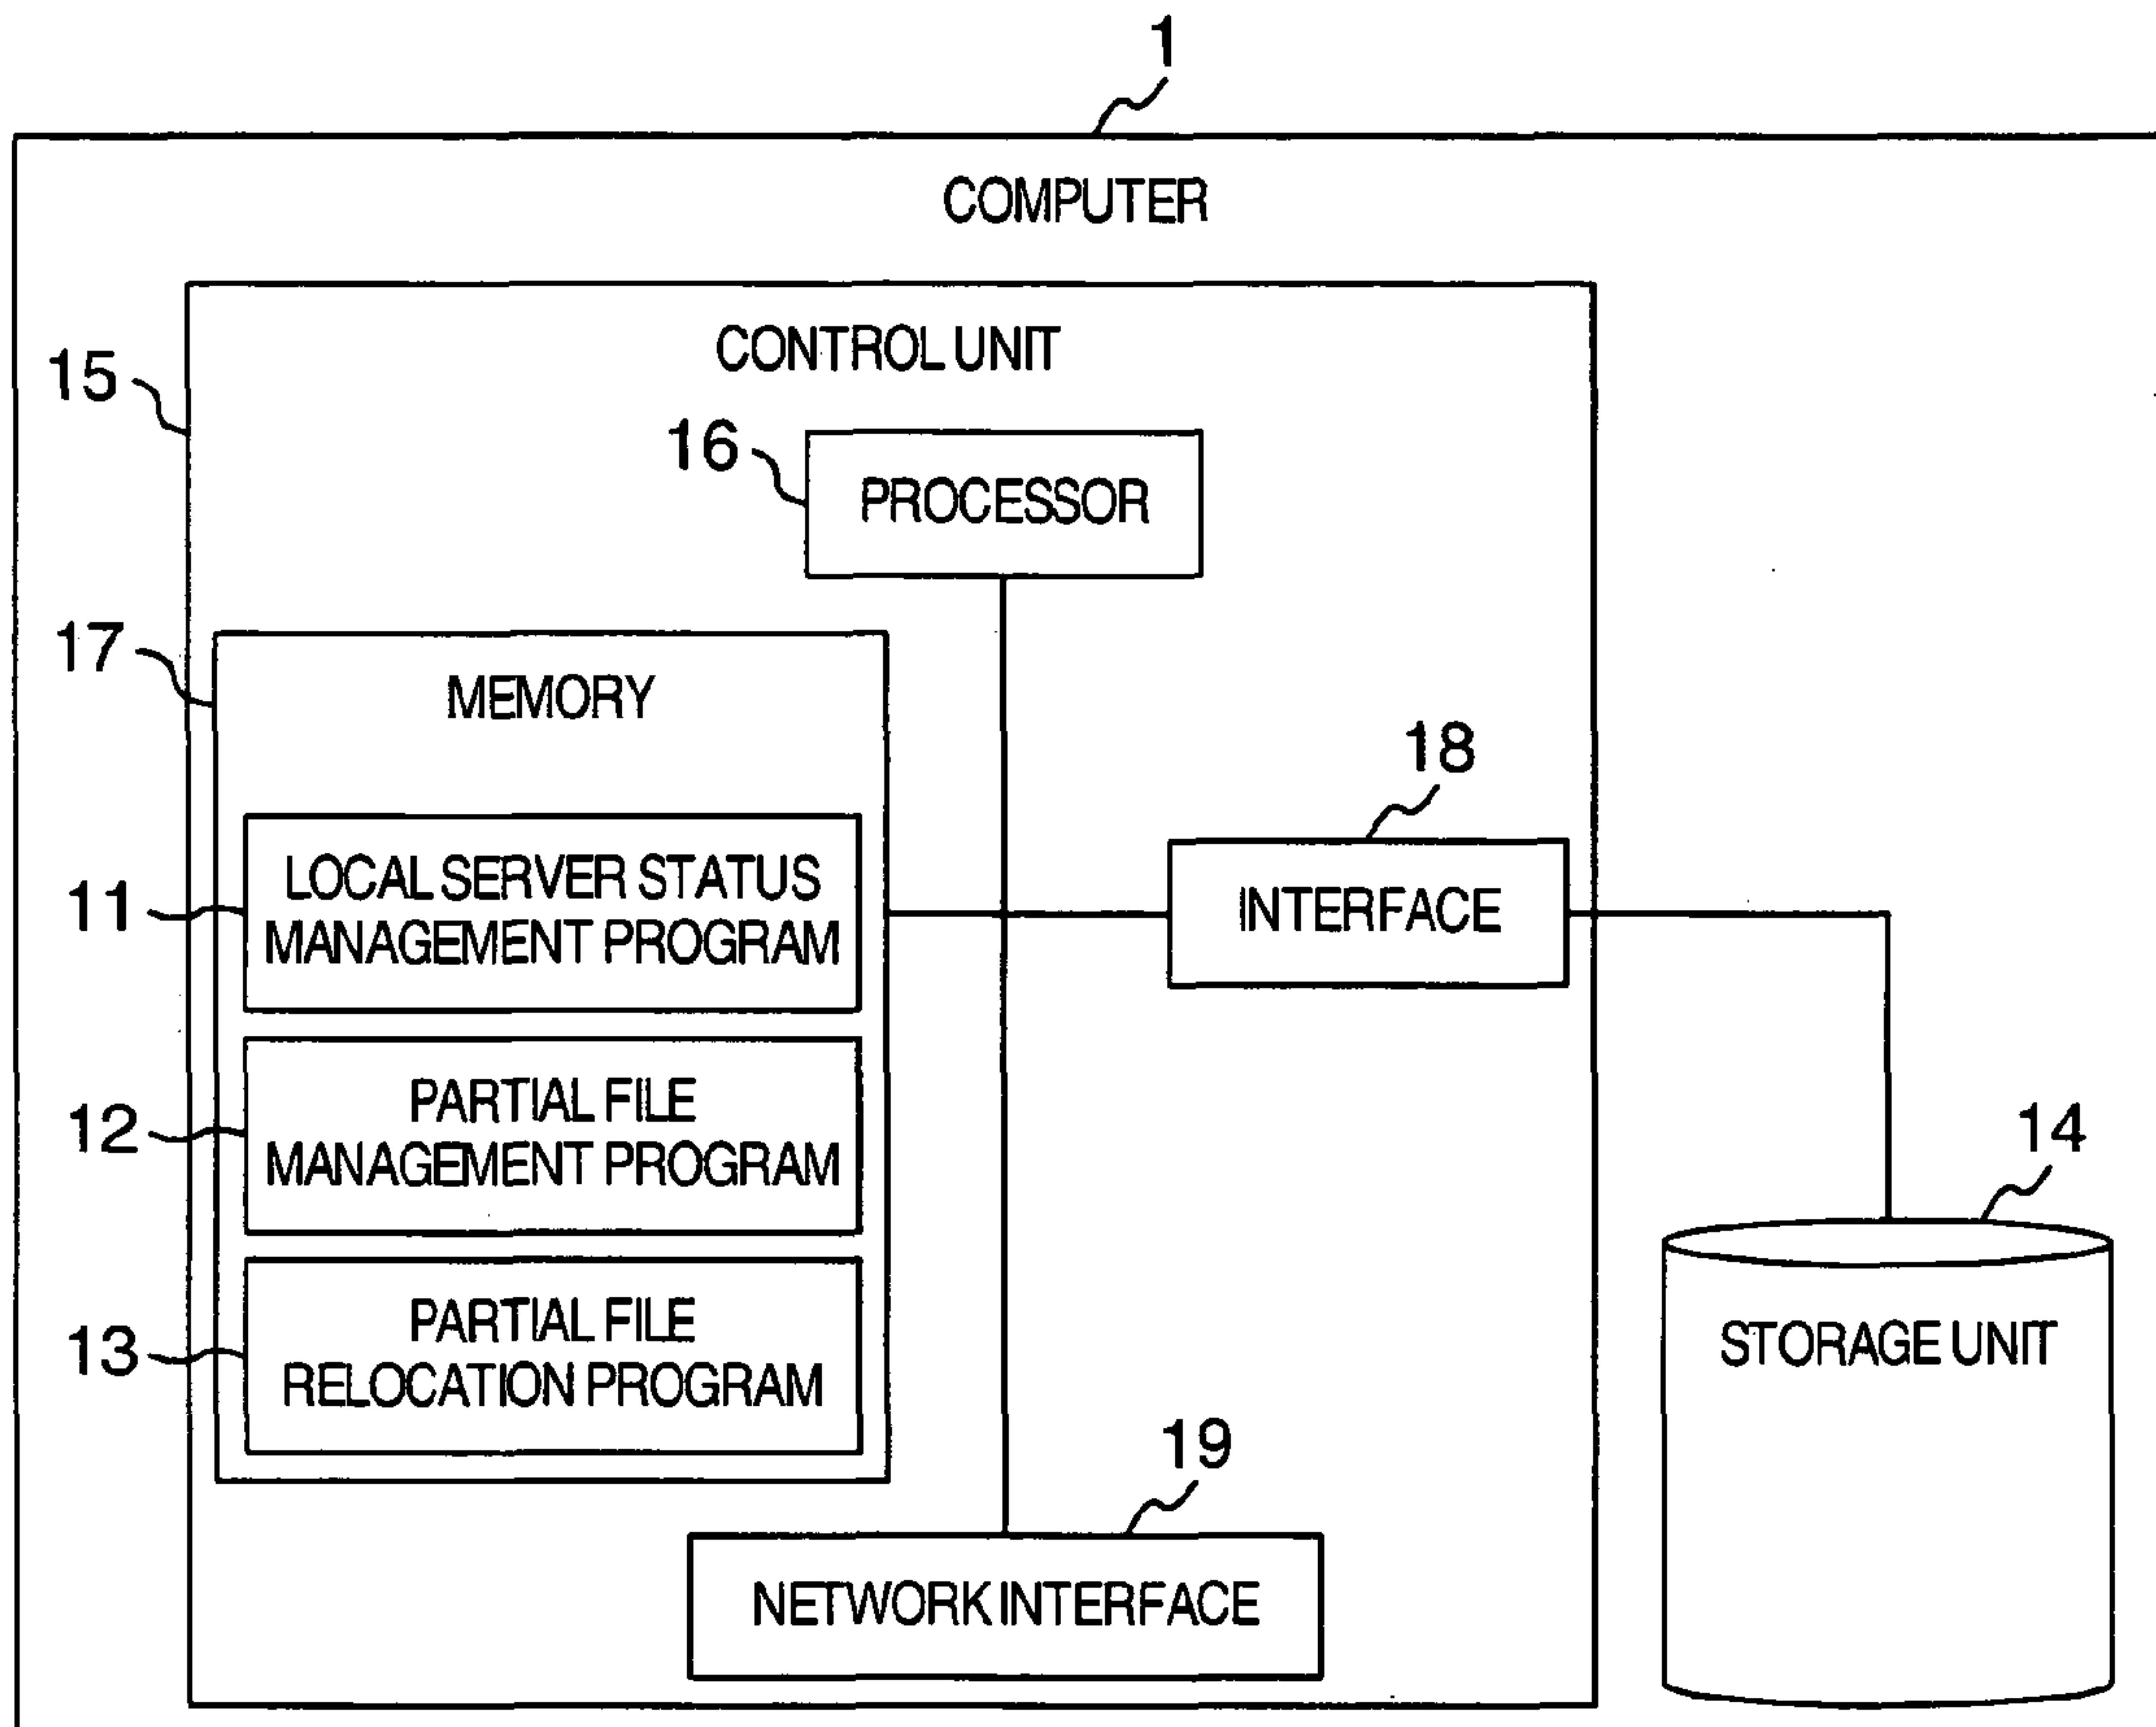 1
COMPUTER
CONTROL UNIT
15
16
PROCESSOR
17
MEMORY
18
INTERFACE
11
LOCAL SERVER STATUS
MANAGEMENT PROGRAM
12
PARTIAL FILE
MANAGEMENT PROGRAM
14
STORAGE UNIT
13
PARTIAL FILE
RELOCATION PROGRAM
19
NETWORK INTERFACE